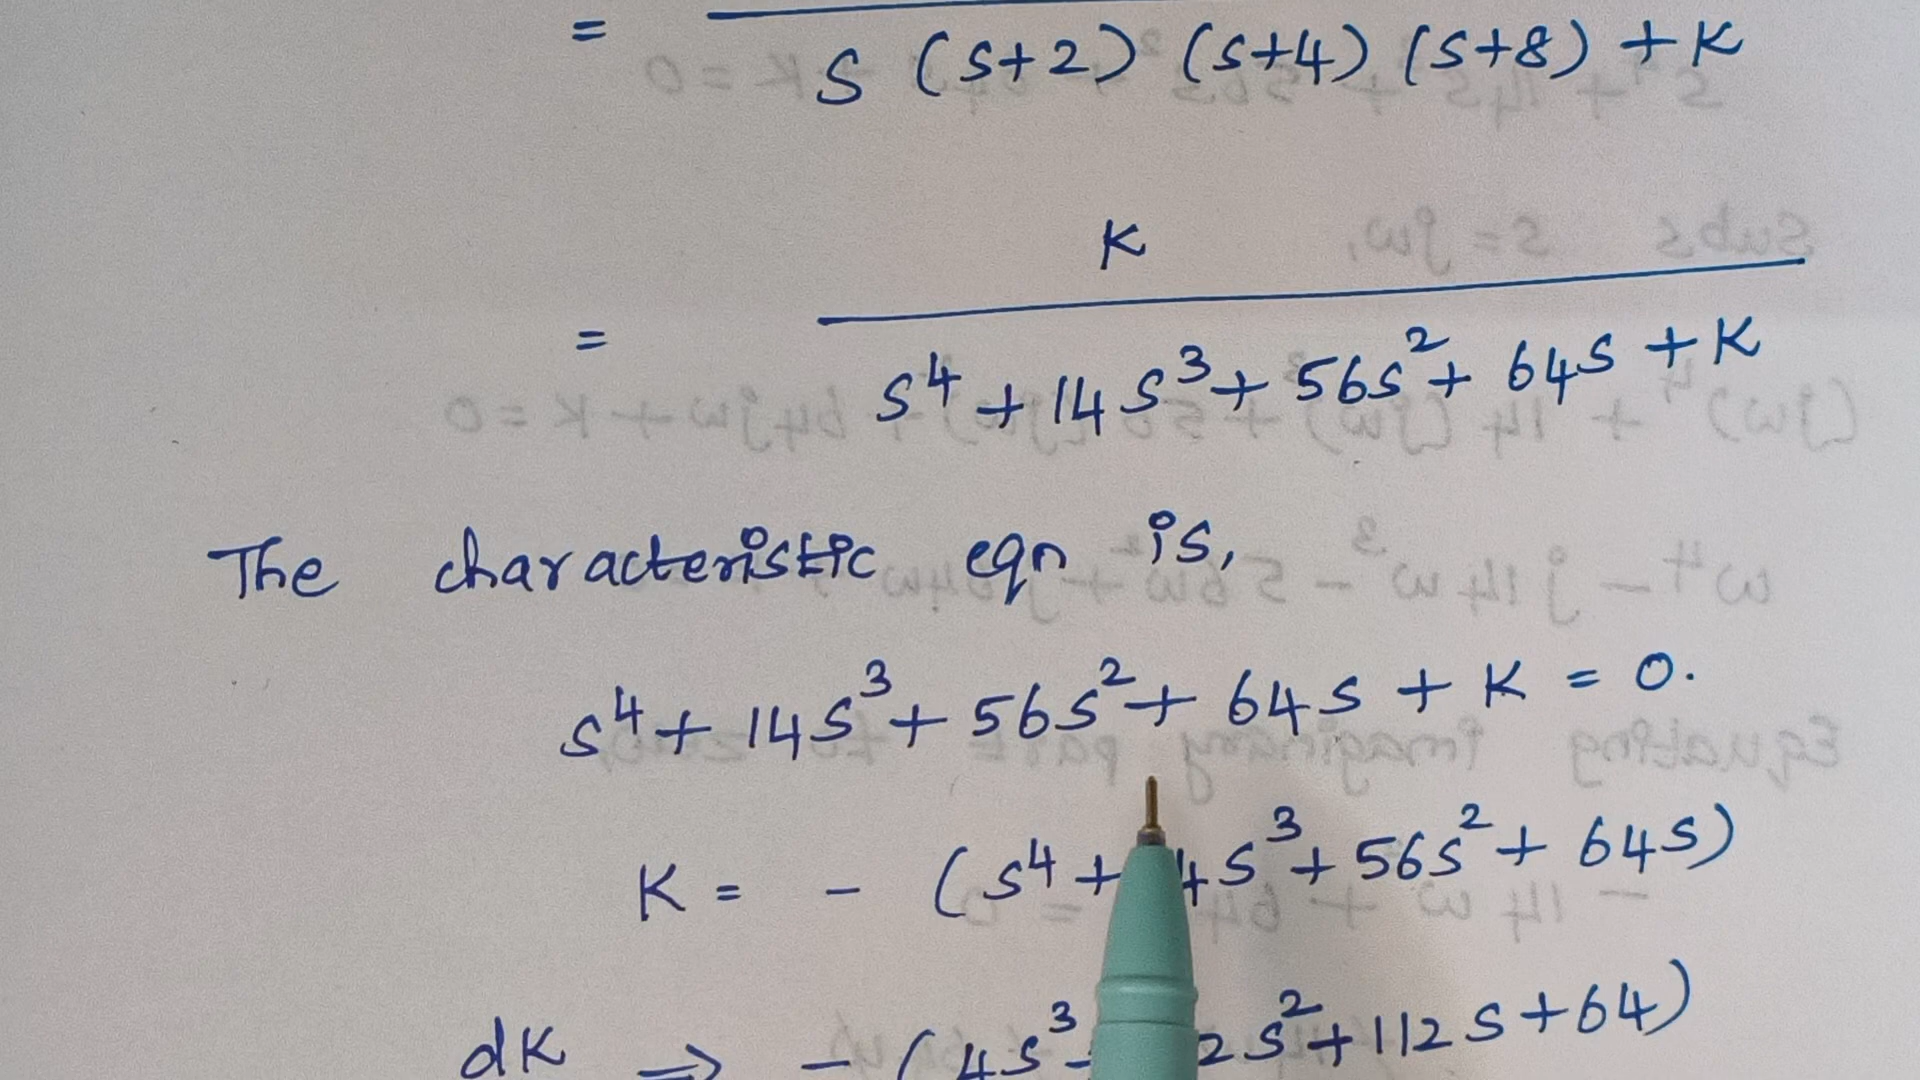 =
s (s+2) (s+4) (s+8) + K
K
=
s⁴ + 14s³ + 56s² + 64s + K
The characteristic eqn is,
s⁴ + 14s³ + 56s² + 64s + K = 0.
K = - (s⁴ + 4s³ + 56s² + 64s)
dK ⇒ - ( 4s³ 2s² + 112s + 64)